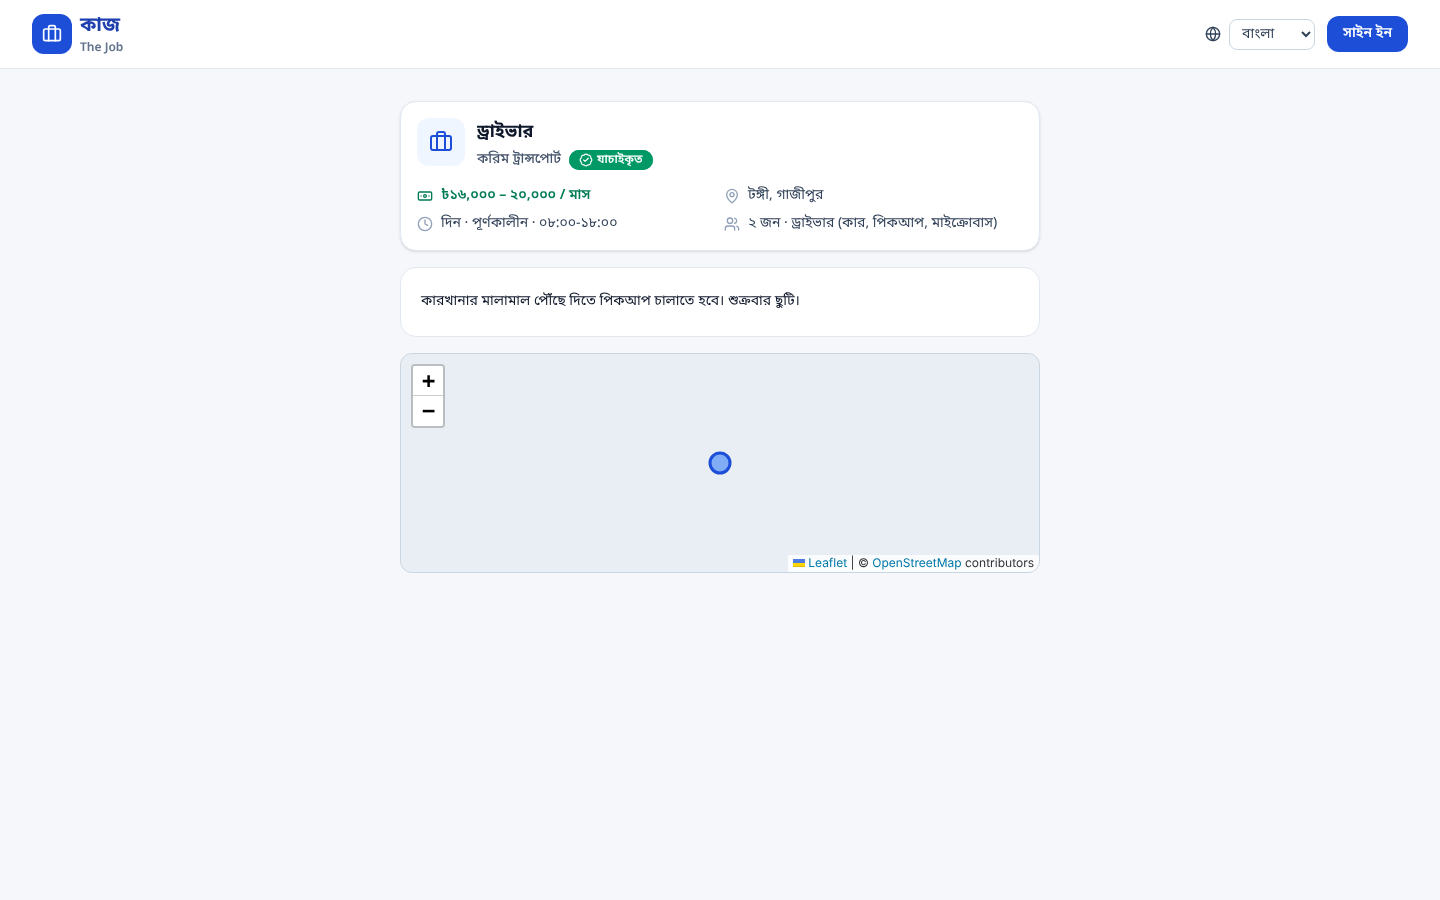 কাজ
The Job
বাংলা
সাইন ইন
ড্রাইভার
করিম ট্রান্সপোর্ট
যাচাইকৃত
৳১৬,০০০ – ২০,০০০ / মাস
টঙ্গী, গাজীপুর
দিন · পূর্ণকালীন · ০৮:০০-১৮:০০
২ জন · ড্রাইভার (কার, পিকআপ, মাইক্রোবাস)
কারখানার মালামাল পৌঁছে দিতে পিকআপ চালাতে হবে। শুক্রবার ছুটি।
+
−
Leaflet | © OpenStreetMap contributors